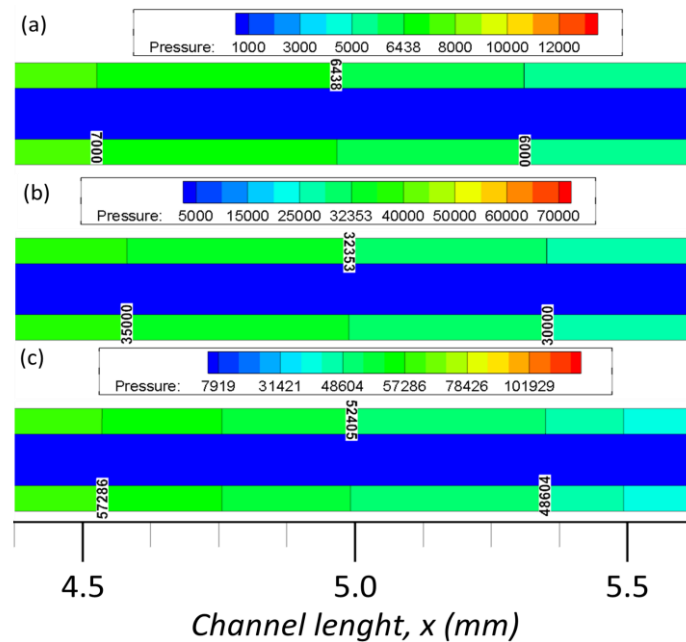 (a)
Pressure: 1000 3000 5000 6438 8000 10000 12000
6438
7000
6000
(b)
Pressure: 5000 15000 25000 32353 40000 50000 60000 70000
32353
35000
30000
(c)
Pressure: 7919 31421 48604 57286 78426 101929
52405
57286
48604
4.5 5.0 5.5
Channel lenght, x (mm)